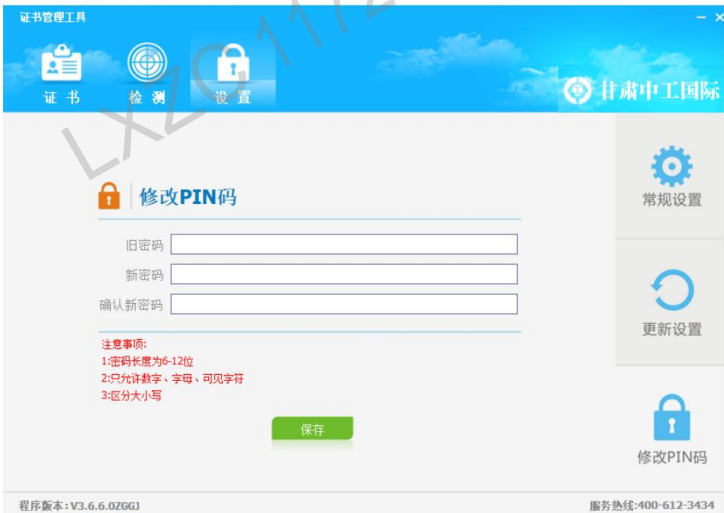 证书管理工具
证书
检测
设置
甘肃中工国际
常规设置
修改PIN码
旧密码
新密码
确认新密码
更新设置
注意事项:
1:密码长度为6-12位
2:只允许数字、字母、可见字符
3:区分大小写
保存
修改PIN码
程序版本:V3.6.6.0ZGGJ
服务热线:400-612-3434